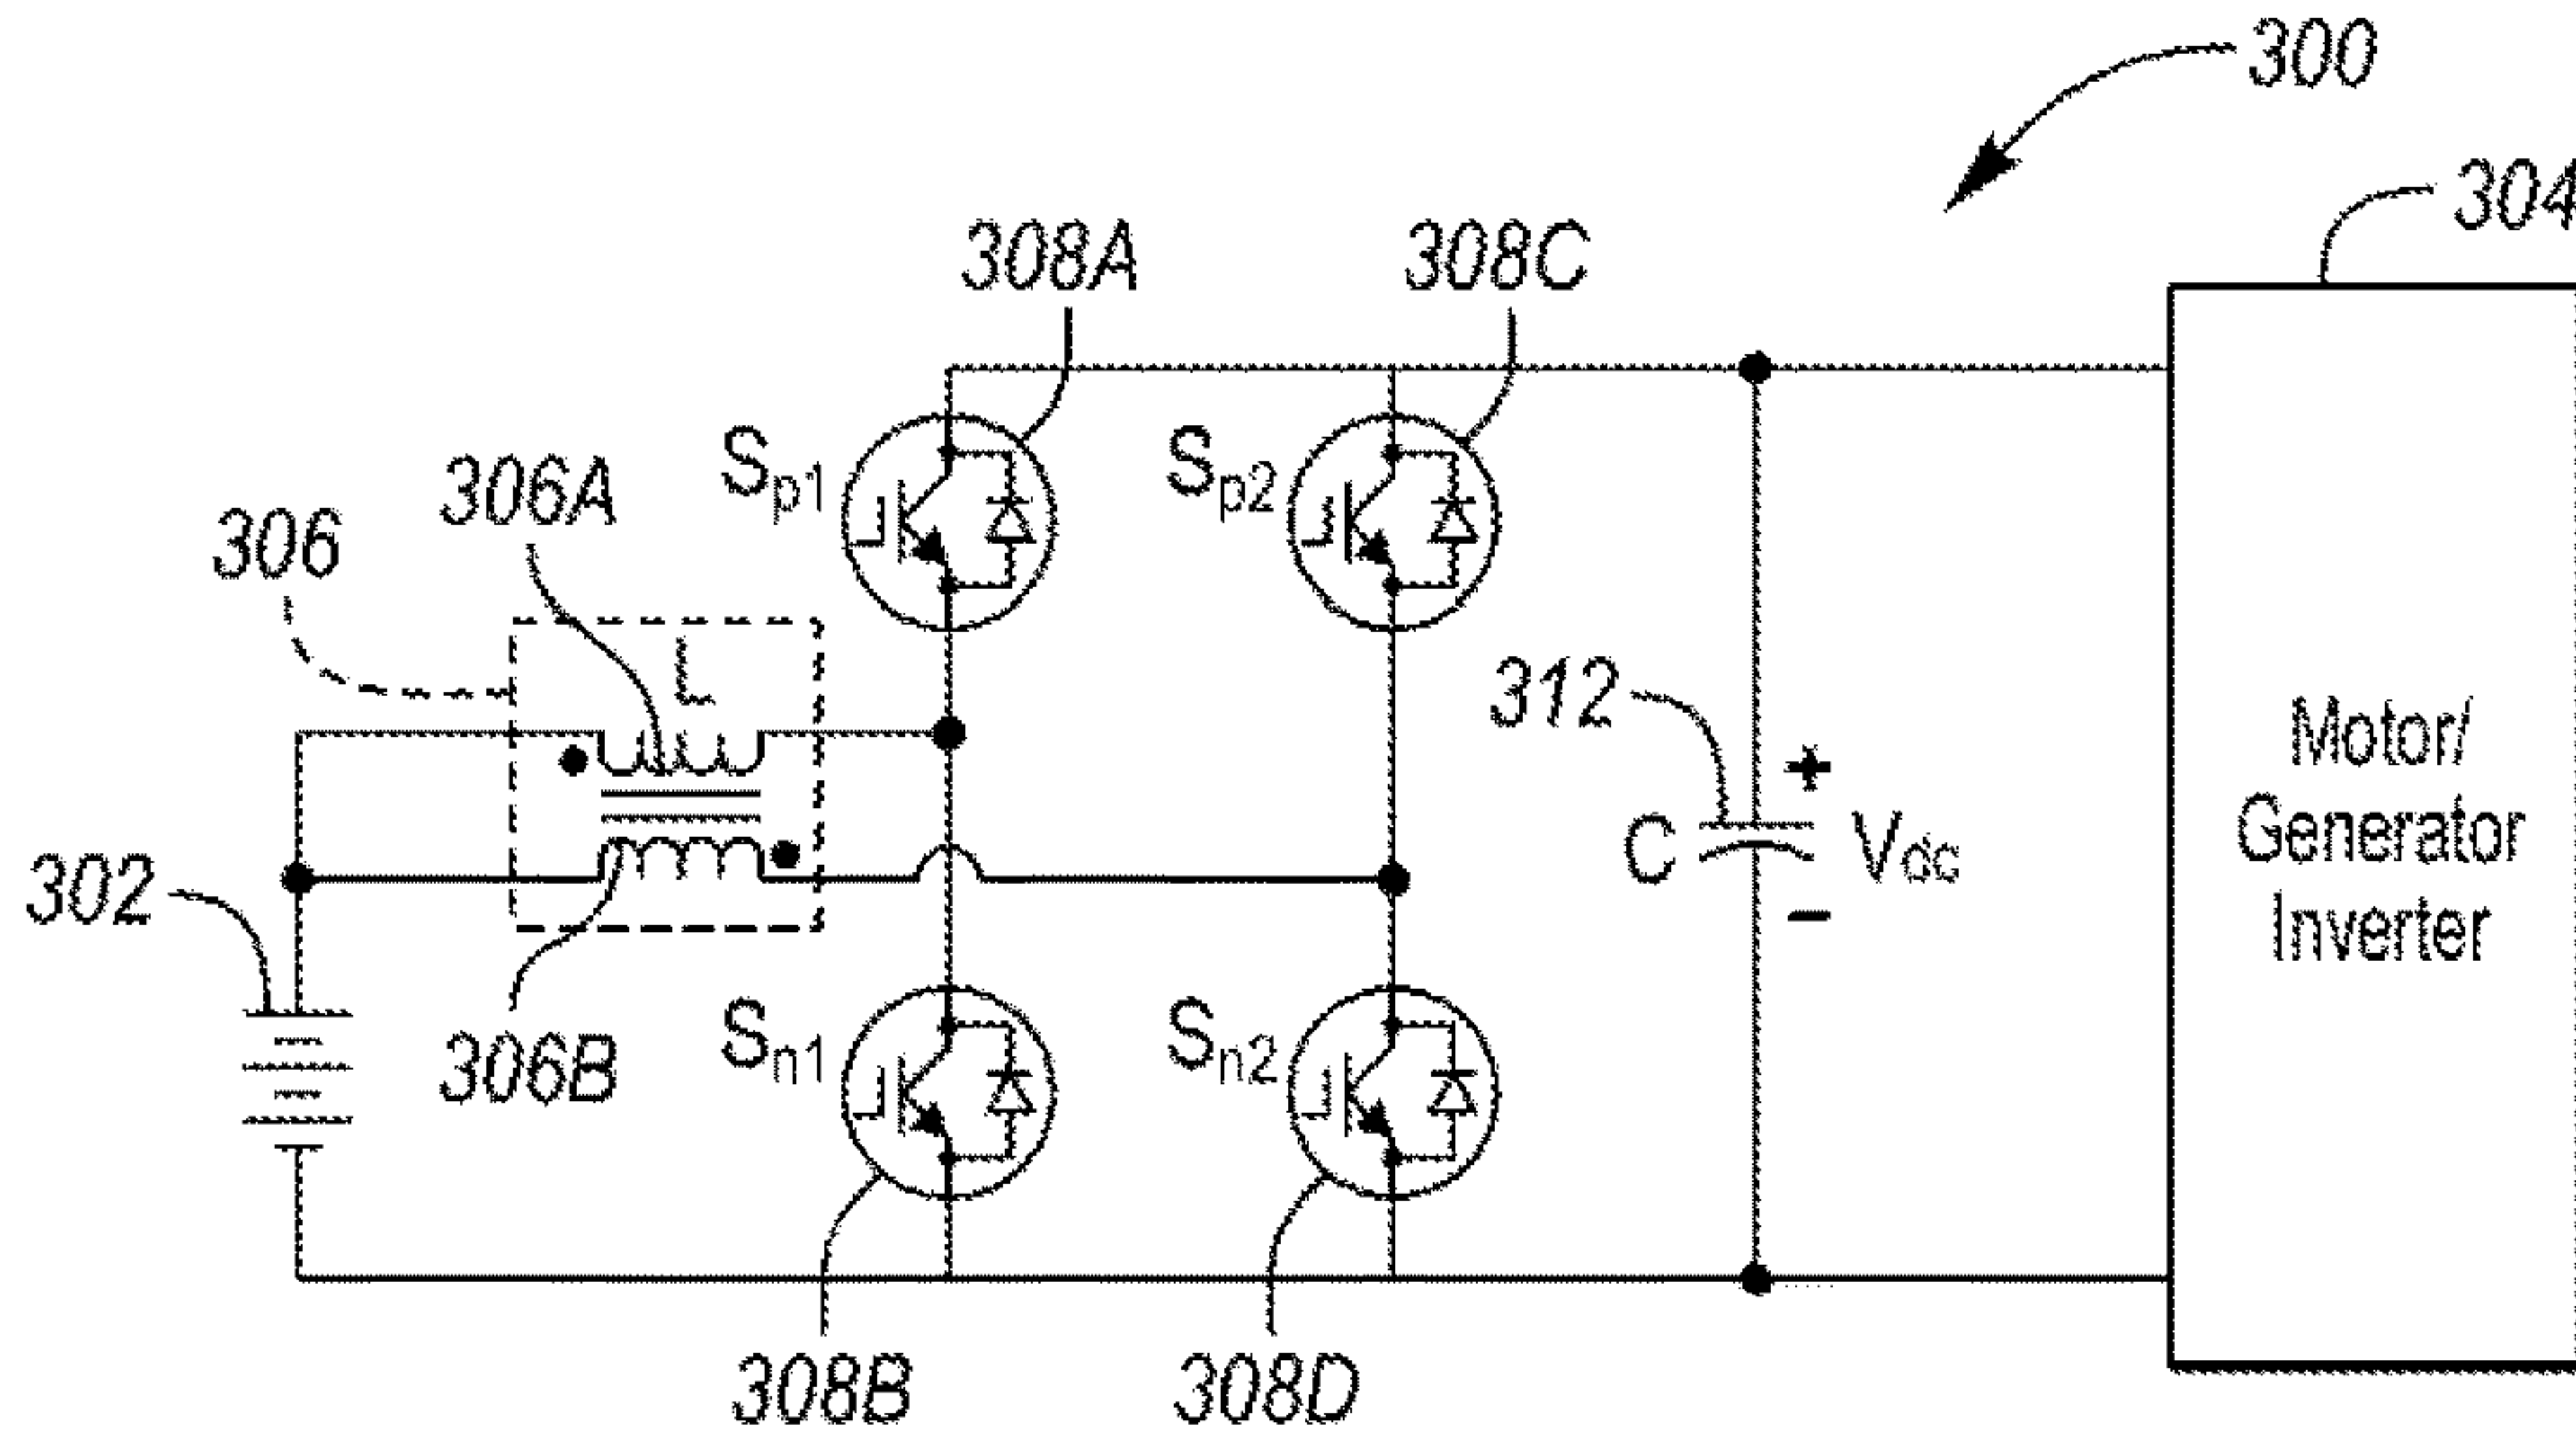 300
304
308A
308C
Sp1
Sp2
306A
306
L
312
+
C
Vdc
−
Motor/
Generator
Inverter
302
306B
Sn1
Sn2
308B
308D